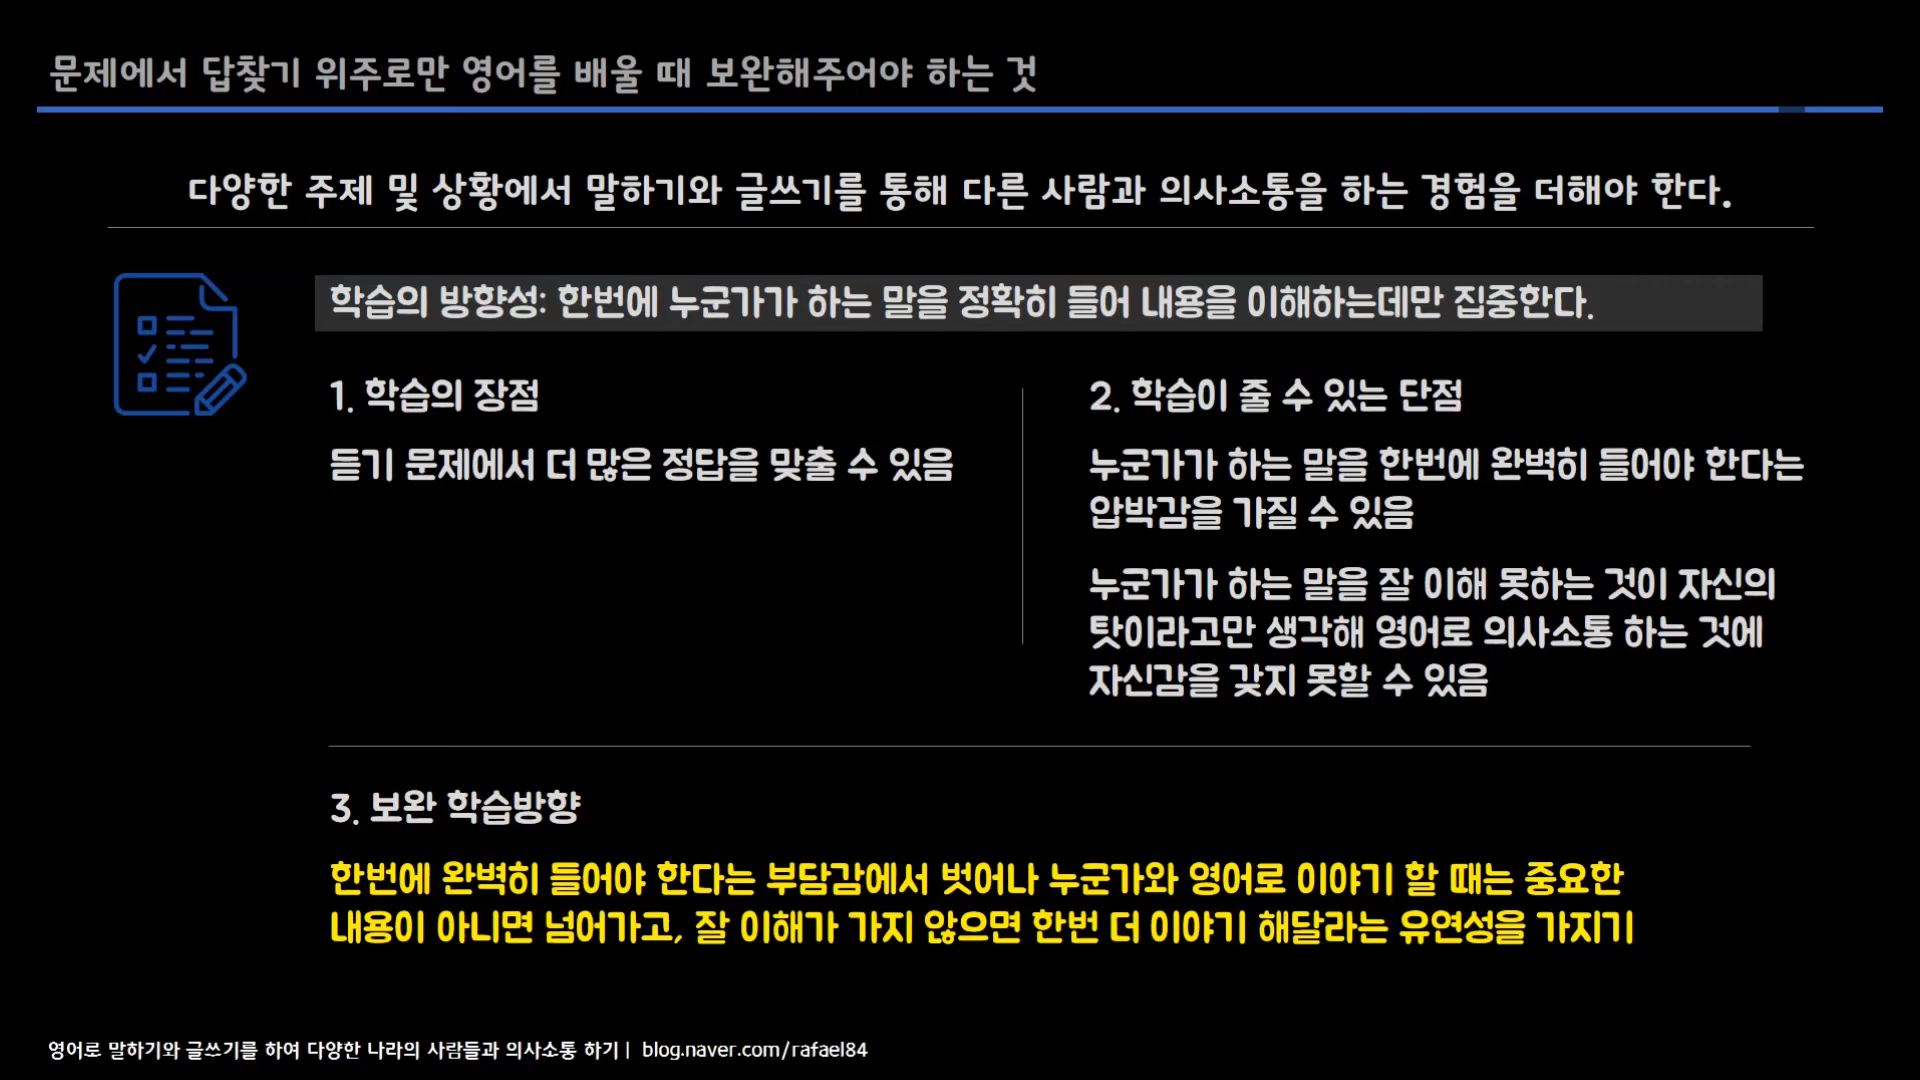 문제에서 답찾기 위주로만 영어를 배울 때 보완해주어야 하는 것
다양한 주제 및 상황에서 말하기와 글쓰기를 통해 다른 사람과 의사소통을 하는 경험을 더해야 한다.
학습의 방향성: 한번에 누군가가 하는 말을 정확히 들어 내용을 이해하는데만 집중한다.
1. 학습의 장점
듣기 문제에서 더 많은 정답을 맞출 수 있음
2. 학습이 줄 수 있는 단점
누군가가 하는 말을 한번에 완벽히 들어야 한다는
압박감을 가질 수 있음
누군가가 하는 말을 잘 이해 못하는 것이 자신의
탓이라고만 생각해 영어로 의사소통 하는 것에
자신감을 갖지 못할 수 있음
3. 보완 학습방향
한번에 완벽히 들어야 한다는 부담감에서 벗어나 누군가와 영어로 이야기 할 때는 중요한
내용이 아니면 넘어가고, 잘 이해가 가지 않으면 한번 더 이야기 해달라는 유연성을 가지기
영어로 말하기와 글쓰기를 하여 다양한 나라의 사람들과 의사소통 하기 | blog.naver.com/rafael84